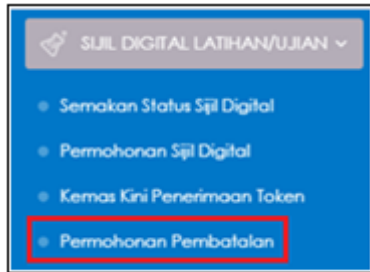 SIJIL DIGITAL LATIHAN/UJIAN
Semakan Status Sijil Digital
Permohonan Sijil Digital
Kemas Kini Penerimaan Token
Permohonan Pembatalan